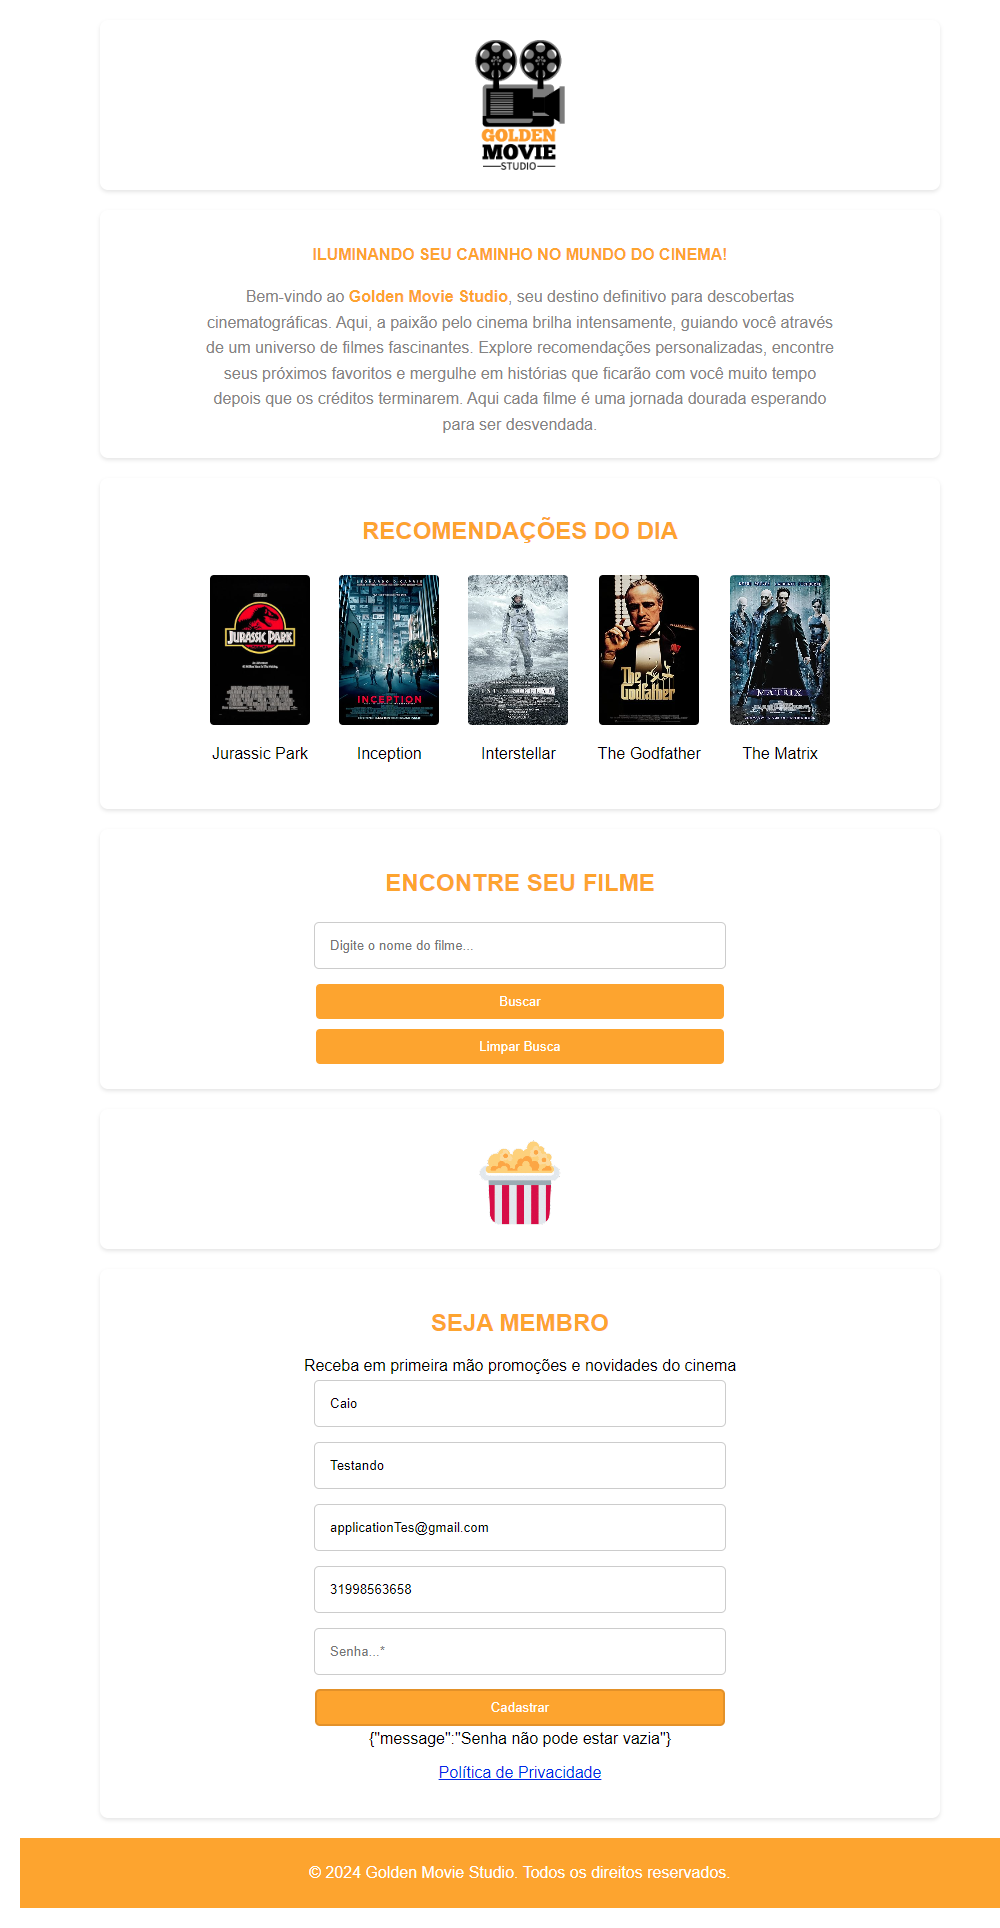 GOLDEN
MOVIE
STUDIO
ILUMINANDO SEU CAMINHO NO MUNDO DO CINEMA!
Bem-vindo ao Golden Movie Studio, seu destino definitivo para descobertas
cinematográficas. Aqui, a paixão pelo cinema brilha intensamente, guiando você através
de um universo de filmes fascinantes. Explore recomendações personalizadas, encontre
seus próximos favoritos e mergulhe em histórias que ficarão com você muito tempo
depois que os créditos terminarem. Aqui cada filme é uma jornada dourada esperando
para ser desvendada.
RECOMENDAÇÕES DO DIA
JURASSIC PARK
INCEPTION
INTERSTELLAR
The Godfather
MATRIX
Jurassic Park
Inception
Interstellar
The Godfather
The Matrix
ENCONTRE SEU FILME
Digite o nome do filme...
Buscar
Limpar Busca
SEJA MEMBRO
Receba em primeira mão promoções e novidades do cinema
Caio
Testando
applicationTes@gmail.com
31998563658
Senha...*
Cadastrar
{"message":"Senha não pode estar vazia"}
Política de Privacidade
© 2024 Golden Movie Studio. Todos os direitos reservados.